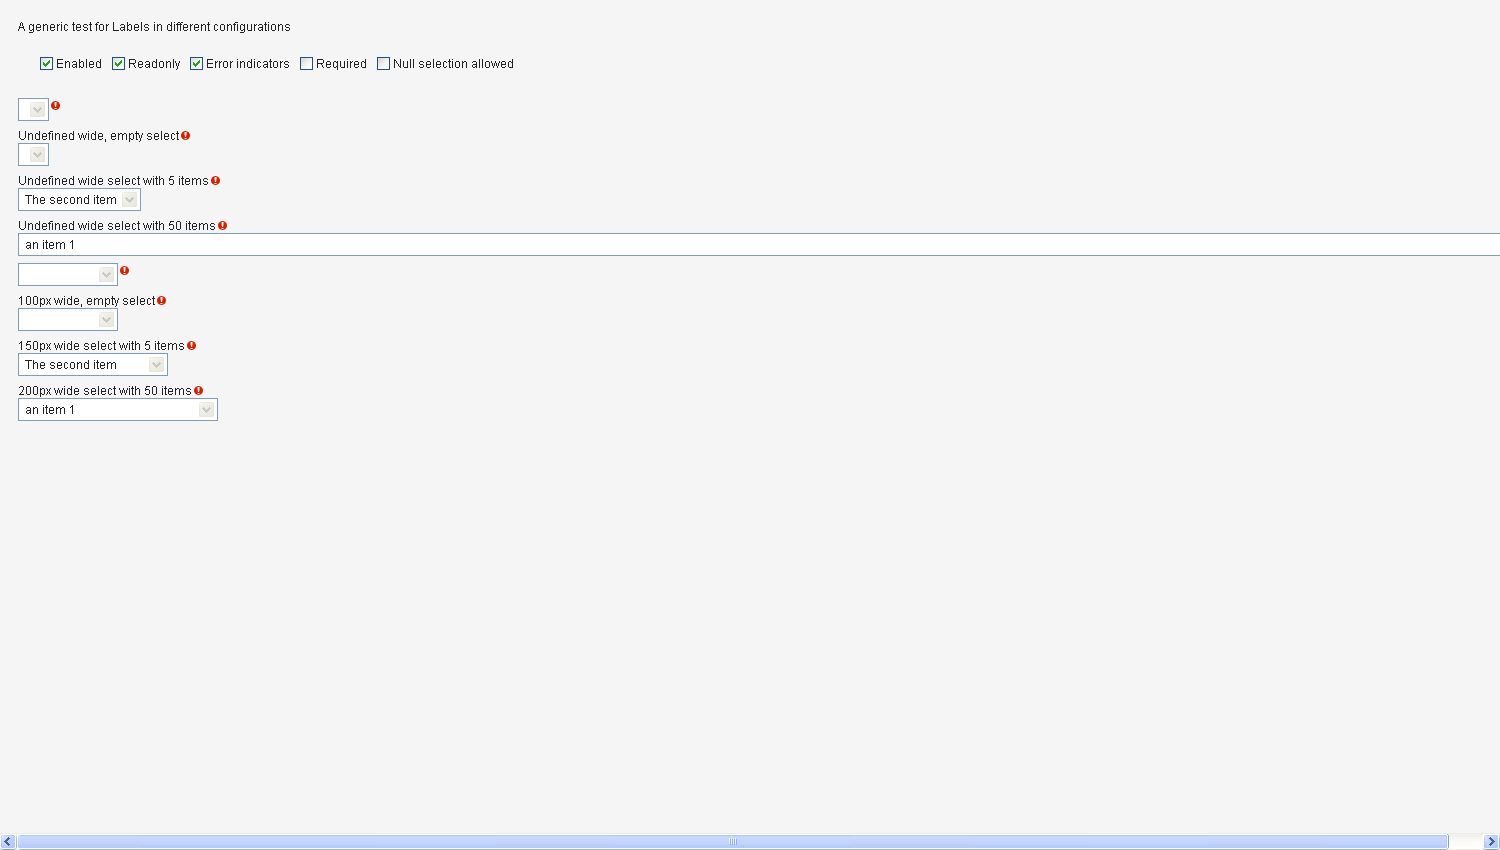 A generic test for Labels in different configurations
Enabled Readonly Error indicators Required Null selection allowed
Undefined wide, empty select
Undefined wide select with 5 items
The second item
Undefined wide select with 50 items
an item 1
100px wide, empty select
150px wide select with 5 items
The second item
200px wide select with 50 items
an item 1